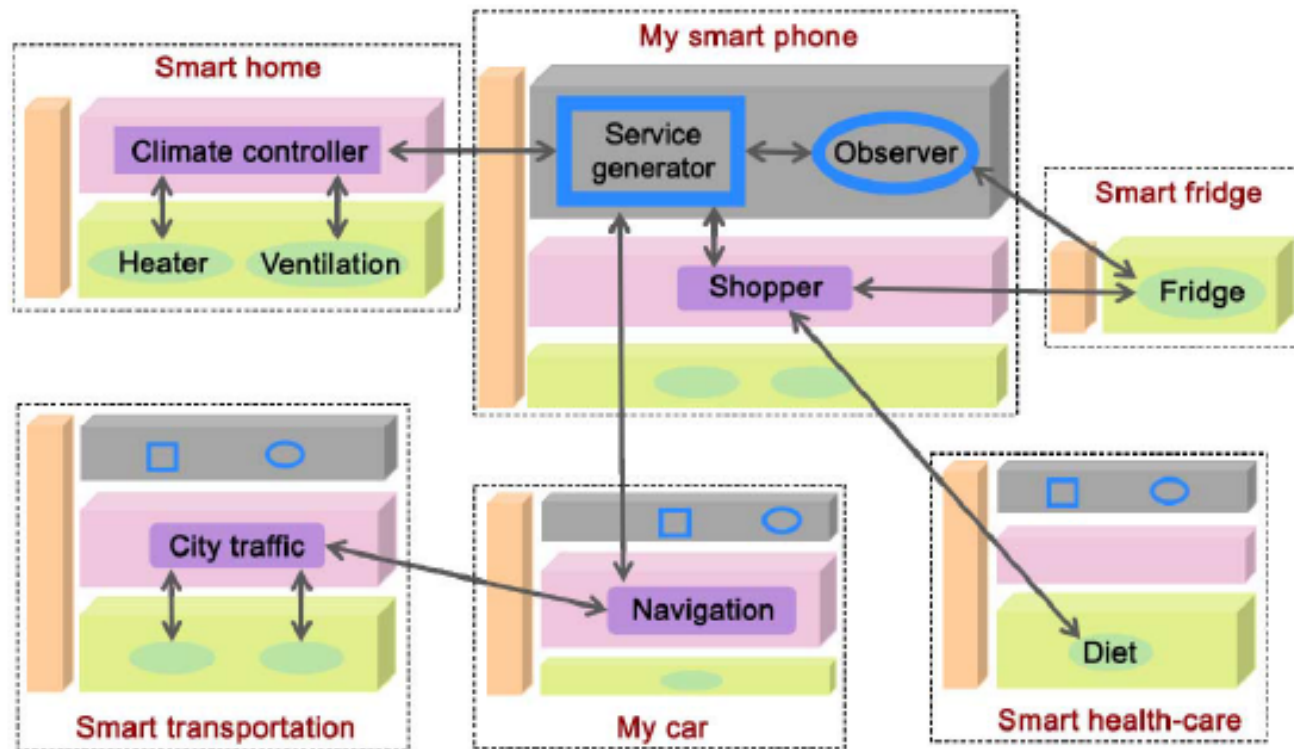 My smart phone
Smart home
Service
generator
Observer
Climate controller
Smart fridge
Heater
Ventilation
Shopper
Fridge
City traffic
Navigation
Diet
Smart transportation
My car
Smart health-care